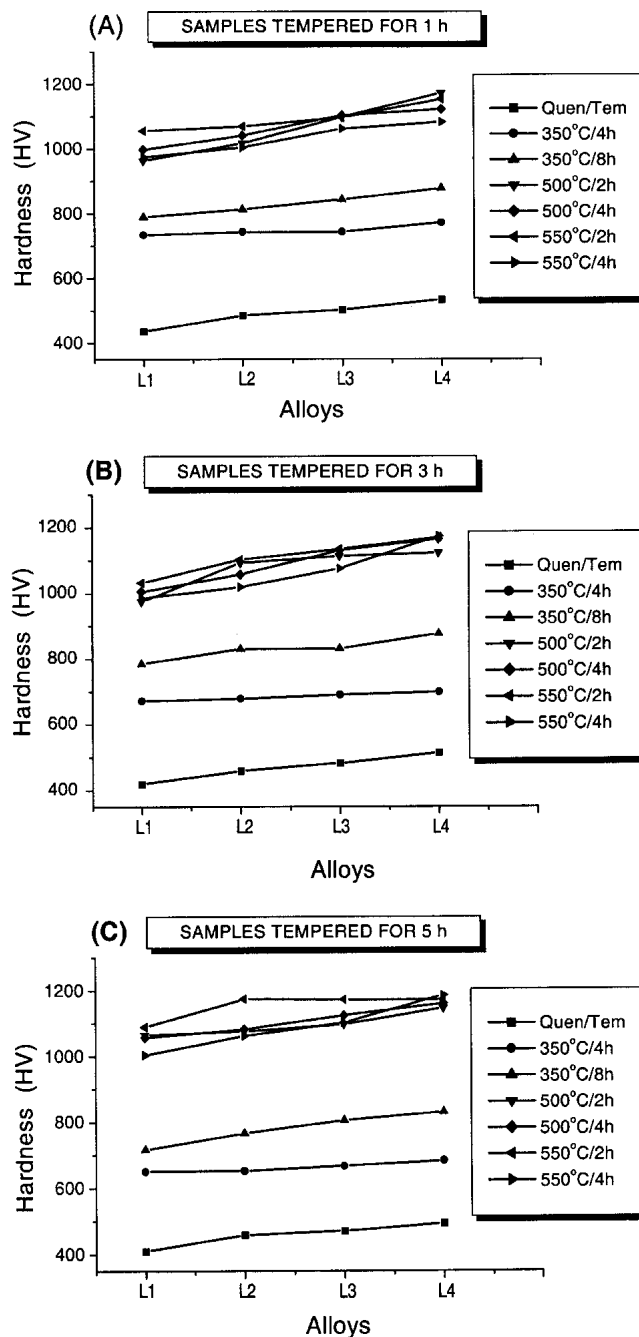 (A)
SAMPLES TEMPERED FOR 1 h
Hardness (HV)
1200
1000
800
600
400
L1 L2 L3 L4
Alloys
Quen/Tem
350°C/4h
350°C/8h
500°C/2h
500°C/4h
550°C/2h
550°C/4h
(B)
SAMPLES TEMPERED FOR 3 h
Hardness (HV)
1200
1000
800
600
400
L1 L2 L3 L4
Alloys
Quen/Tem
350°C/4h
350°C/8h
500°C/2h
500°C/4h
550°C/2h
550°C/4h
(C)
SAMPLES TEMPERED FOR 5 h
Hardness (HV)
1200
1000
800
600
400
L1 L2 L3 L4
Alloys
Quen/Tem
350°C/4h
350°C/8h
500°C/2h
500°C/4h
550°C/2h
550°C/4h